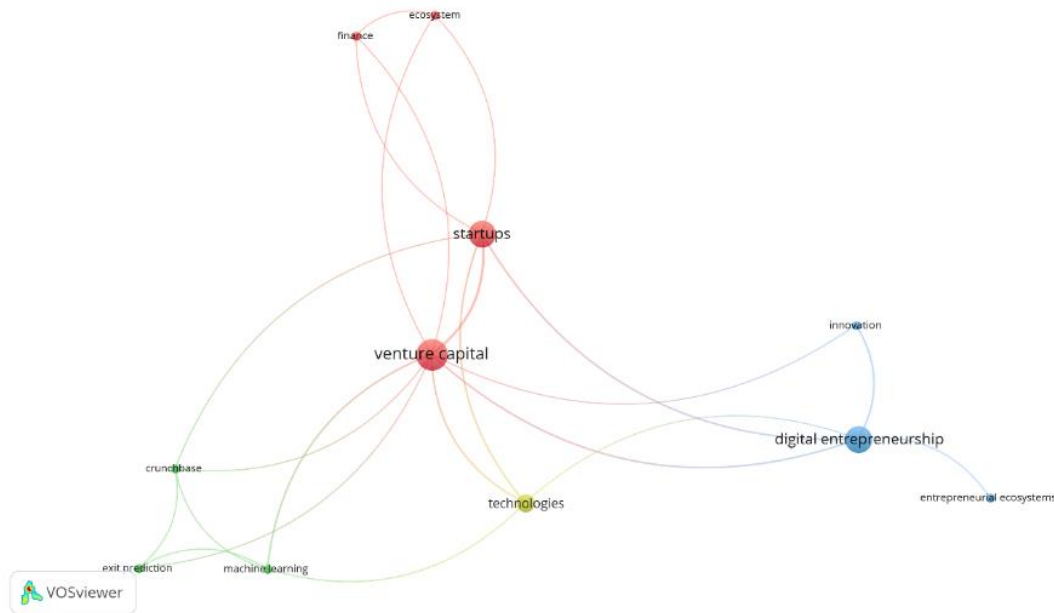 ecosystem
finance
startups
innovation
venture capital
digital entrepreneurship
crunchbase
entrepreneurial ecosystems
technologies
exit prediction
machine learning
VOSviewer